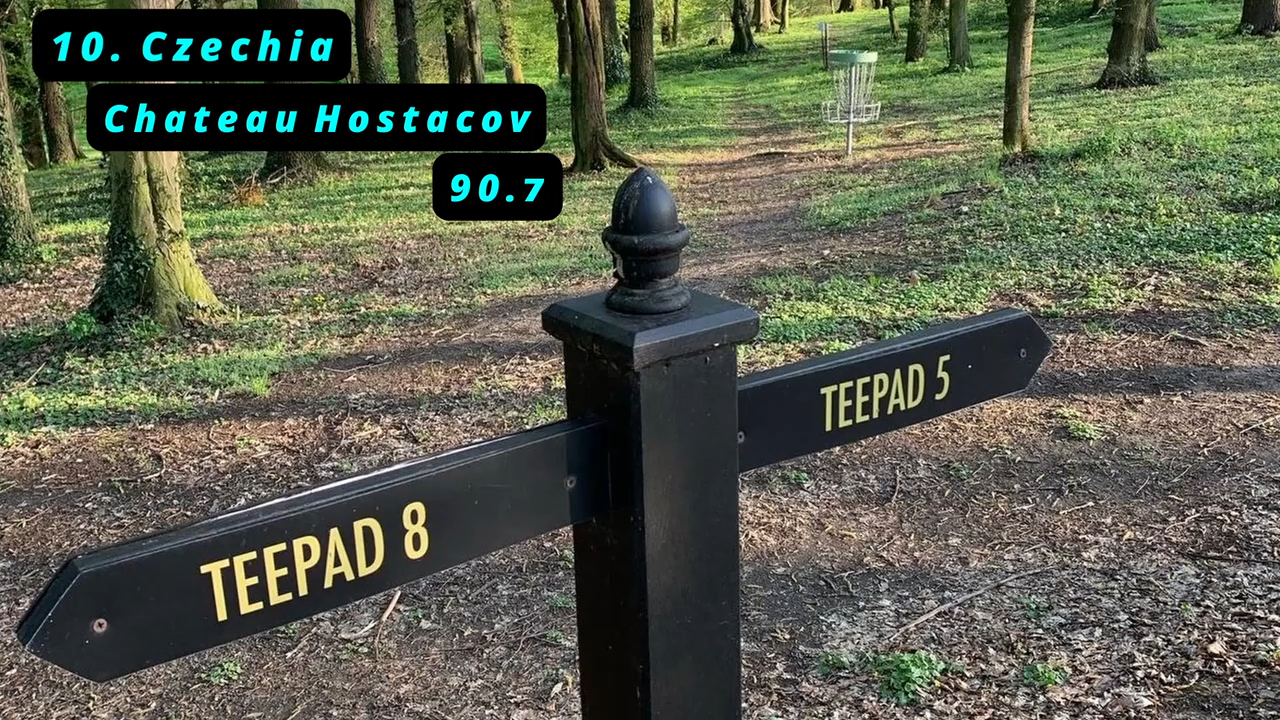 10. Czechia
Chateau Hostacov
90.7
TEEPAD 5
TEEPAD 8